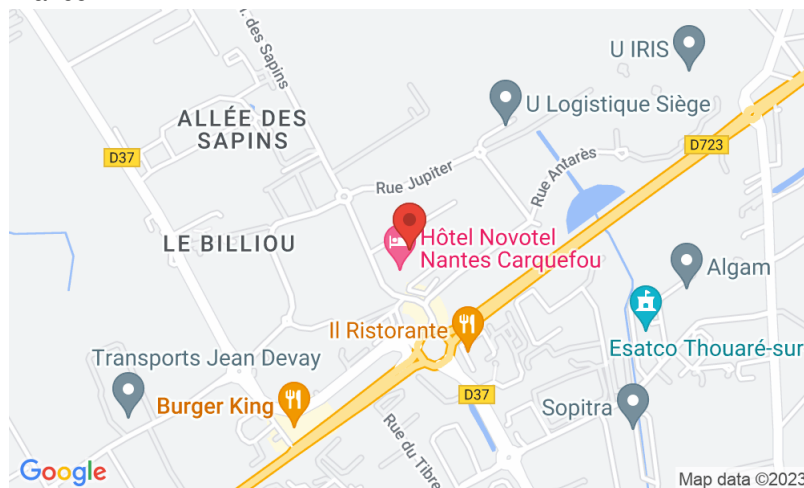 U IRIS
. des Sapins
U Logistique Siège
ALLÉE DES
SAPINS
D723
D37
Rue Antarès
Rue Jupiter
LE BILLIOU
Hôtel Novotel
Nantes Carquefou
Algam
Il Ristorante
Esatco Thouaré-sur
Transports Jean Devay
D37
Burger King
Sopitra
Rue du Tibre
Google
Map data ©2023